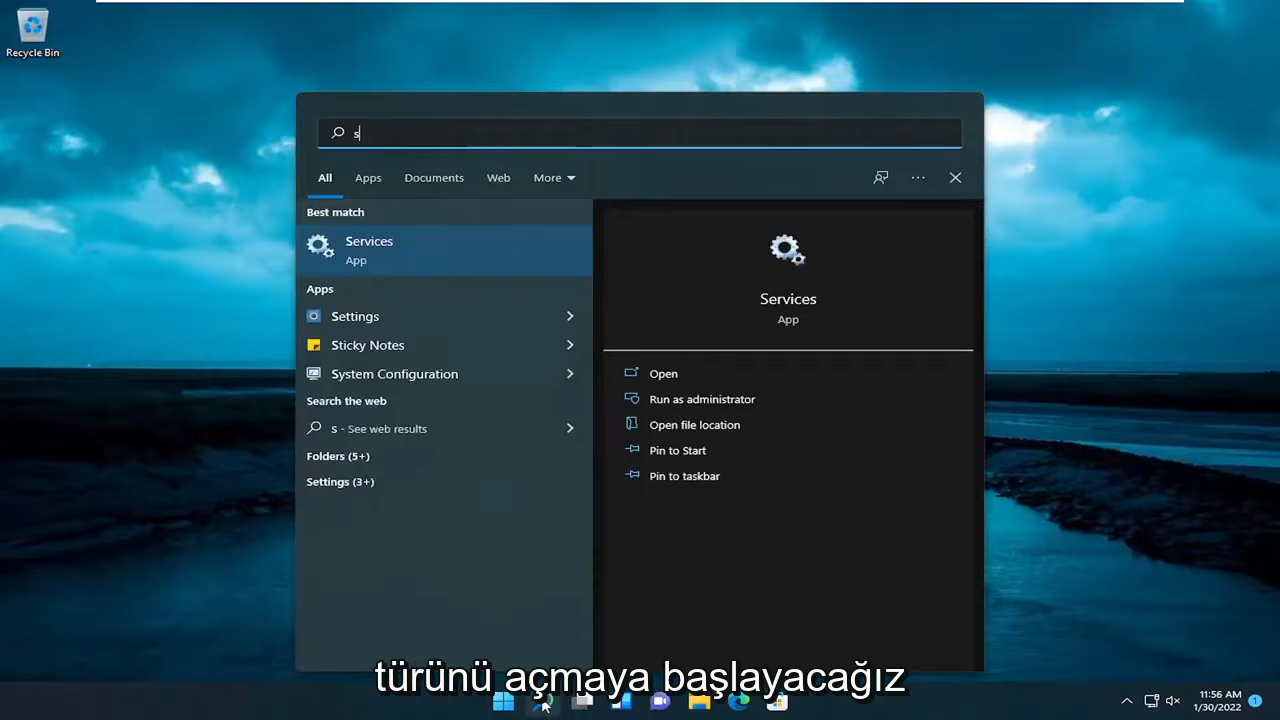 Recycle Bin
s
All Apps Documents Web More
Best match
Services
App
Apps
Settings
Sticky Notes
System Configuration
Search the web
s - See web results
Folders (5+)
Settings (3+)
Services
App
Open
Run as administrator
Open file location
Pin to Start
Pin to taskbar
türünü açmaya başlayacağız
11:56 AM
1/30/2022
1